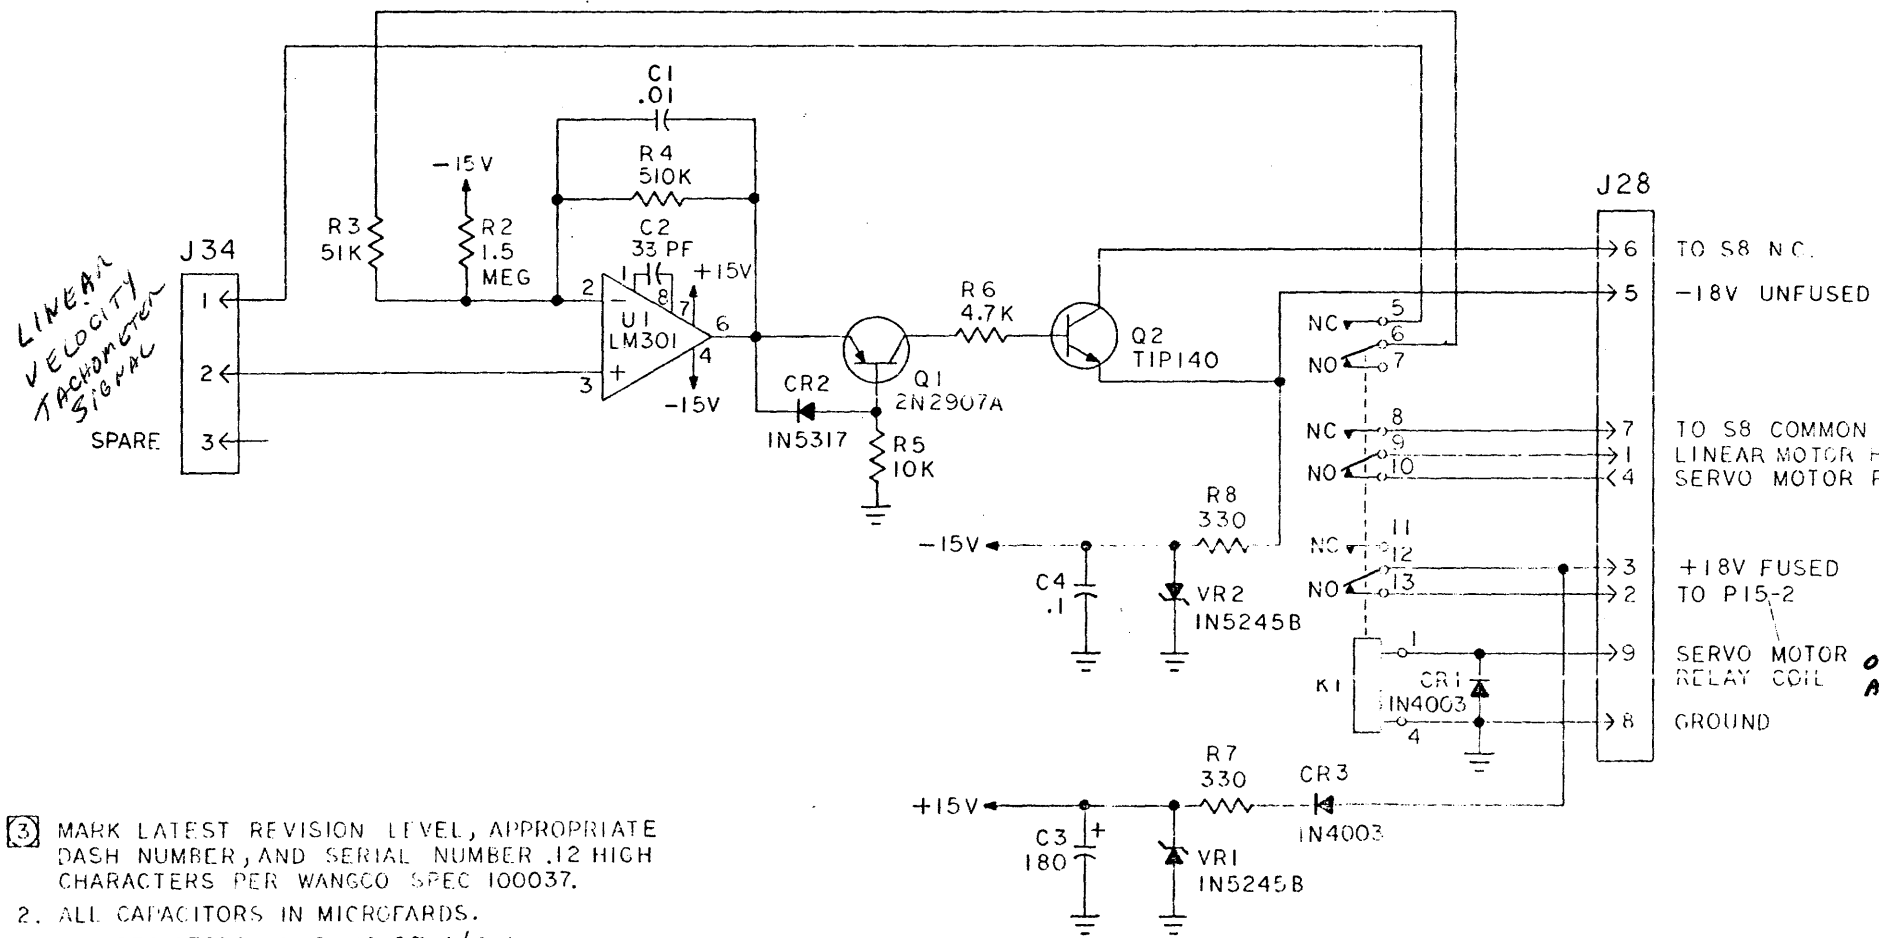 C1
.01
R4
510K
C2
33 PF
-15V
R2
1.5
MEG
R3
51K
J34
1
2
3
LINEAR
VELOCITY
TACHOMETER
SIGNAL
SPARE
1
8
+15V
7
2
-
U1
LM301
6
4
+
3
-15V
CR2
1N5317
Q1
2N2907A
R5
10K
R6
4.7K
Q2
TIP140
J28
6 TO S8 N.C.
5 -18V UNFUSED
NC 5
6
NO 7
NC 8
9
NO 10
7 TO S8 COMMON
1 LINEAR MOTOR
4 SERVO MOTOR
R8
330
-15V
C4
.1
VR2
1N5245B
NC 11
12
NO 13
3 +18V FUSED
2 TO P15-2
K1
1
4
CR1
1N4003
9 SERVO MOTOR
RELAY COIL
8 GROUND
R7
330
CR3
1N4003
+15V
C3
180
+
VR1
1N5245B
3 MARK LATEST REVISION LEVEL, APPROPRIATE
DASH NUMBER, AND SERIAL NUMBER .12 HIGH
CHARACTERS PER WANGCO SPEC 100037.
2. ALL CAPACITORS IN MICROFARDS.